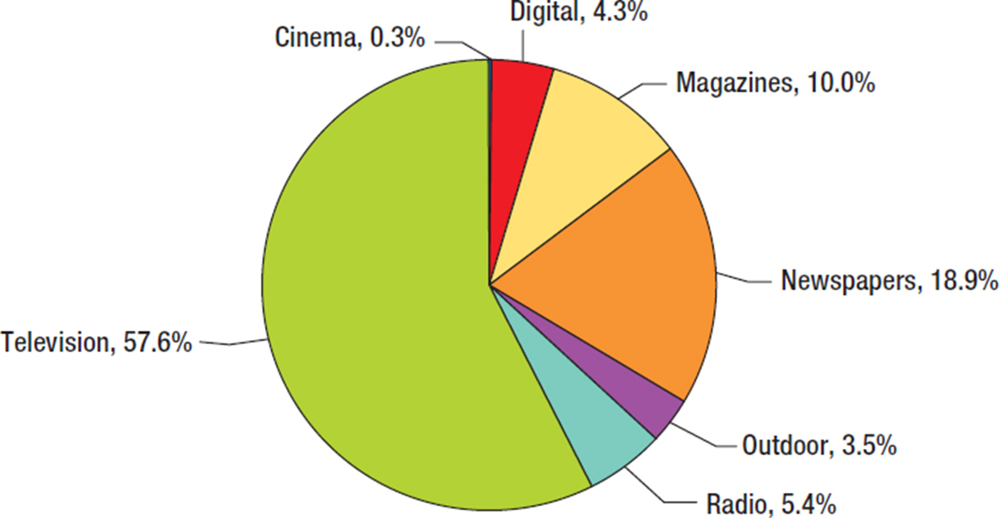 Digital, 4.3%
Cinema, 0.3%
Magazines, 10.0%
Newspapers, 18.9%
Television, 57.6%
Outdoor, 3.5%
Radio, 5.4%